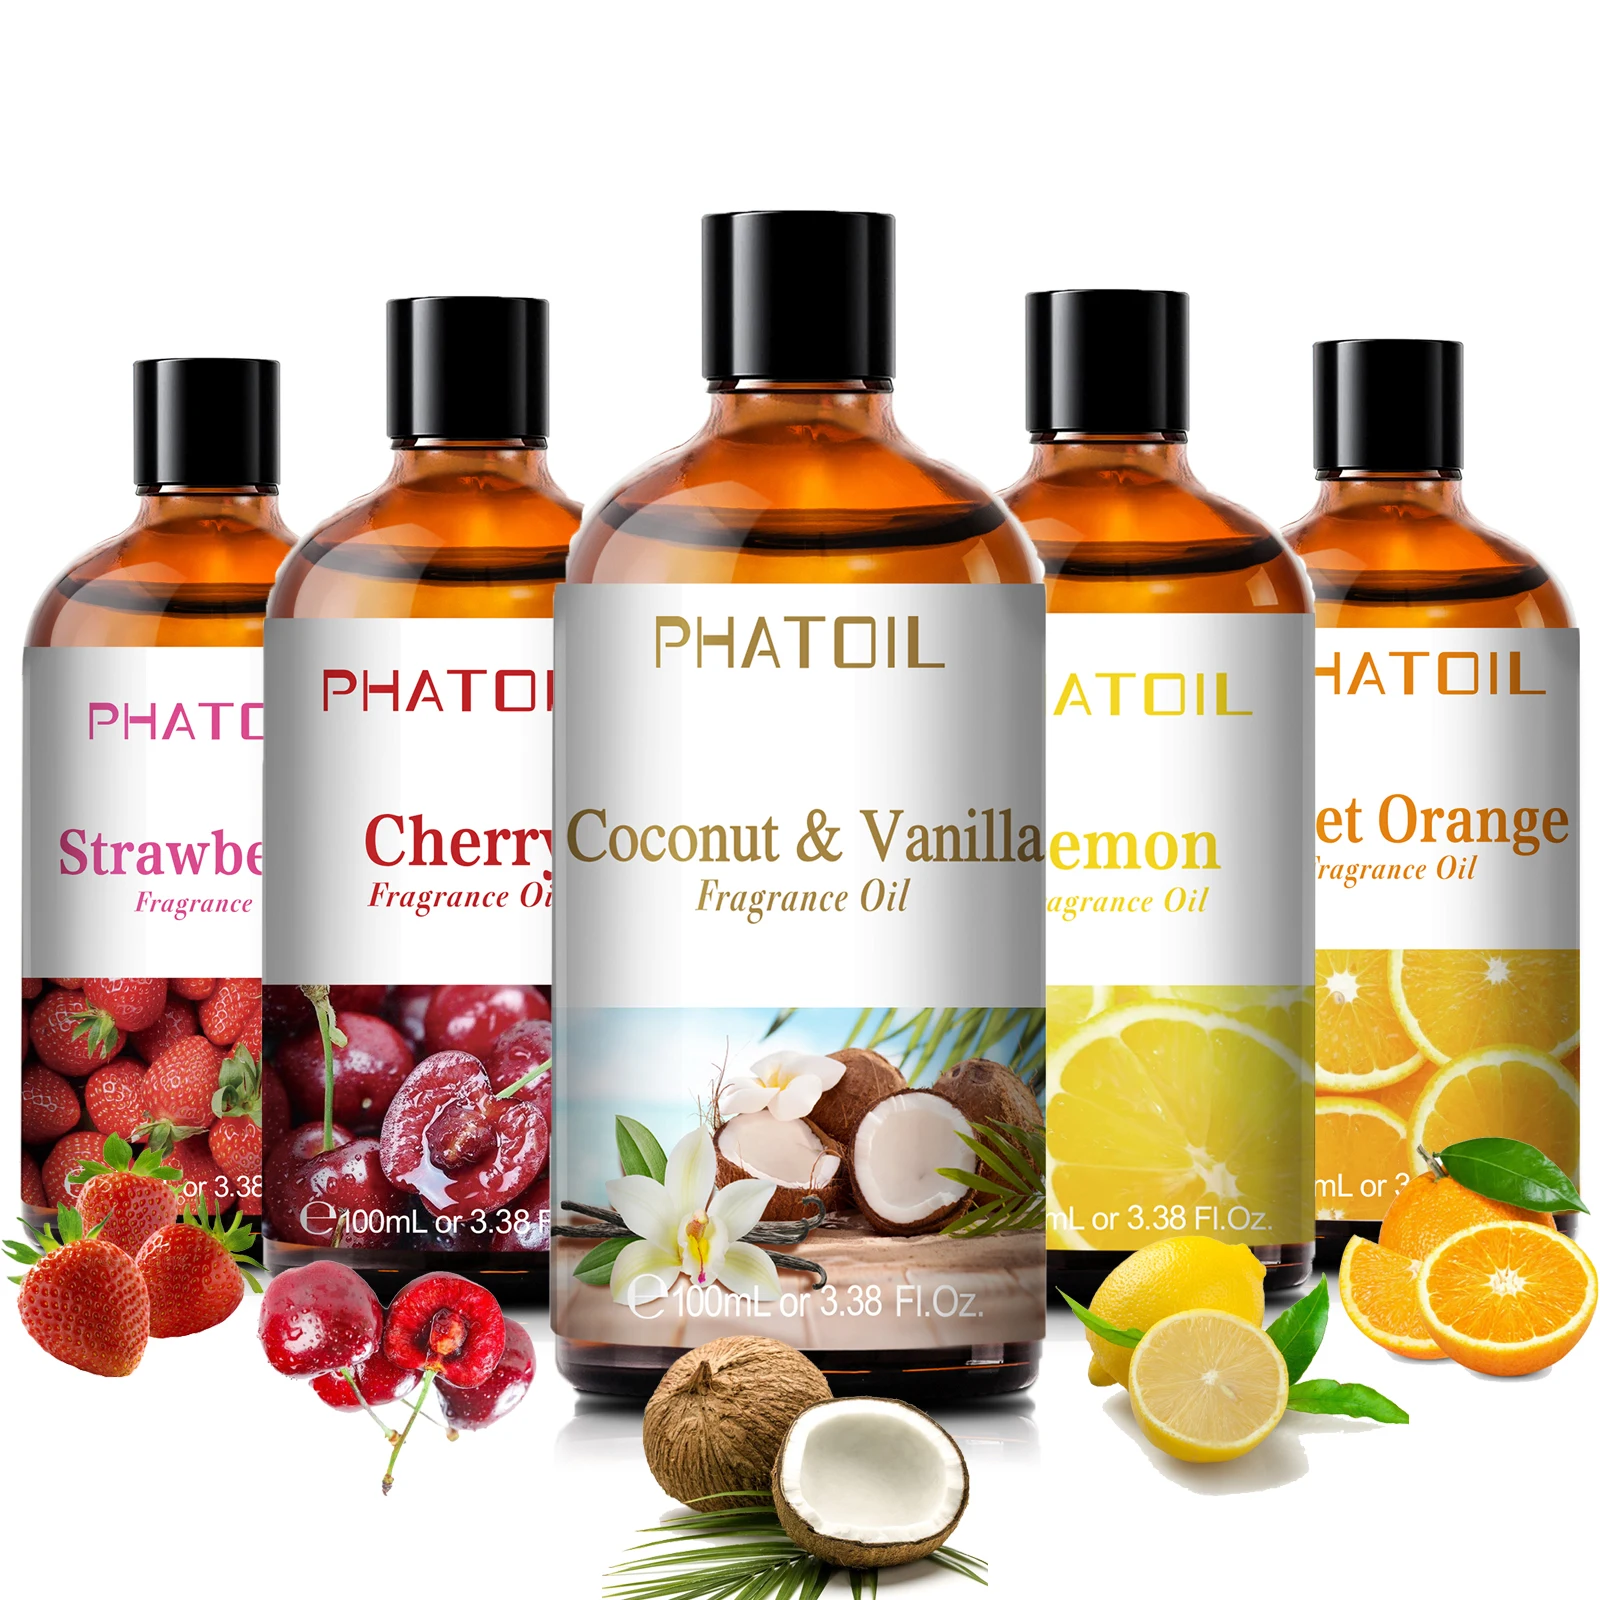 PHATO
Strawbe
Fragrance
or 3.38
PHATOI
Cherry
Fragrance Oi
℮100mL or 3.38 F
PHATOIL
Coconut & Vanilla
Fragrance Oil
℮100mL or 3.38 Fl.Oz.
ATOIL
emon
agrance Oil
mL or 3.38 Fl.Oz.
HATOIL
et Orange
Fragrance Oil
mL or 3